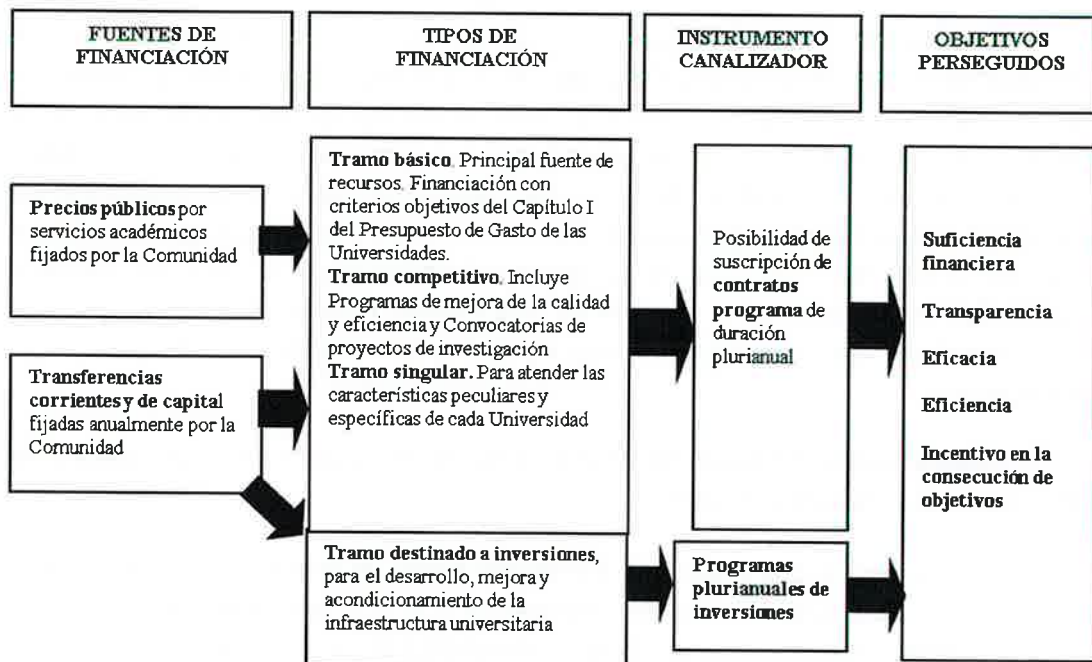 FUENTES DE
FINANCIACIÓN
TIPOS DE
FINANCIACIÓN
INSTRUMENTO
CANALIZADOR
OBJETIVOS
PERSEGUIDOS
Precios públicos por
servicios académicos
fijados por la Comunidad
Transferencias
corrientes y de capital
fijadas anualmente por la
Comunidad
Tramo básico. Principal fuente de
recursos. Financiación con
criterios objetivos del Capítulo I
del Presupuesto de Gasto de las
Universidades.
Tramo competitivo. Incluye
Programas de mejora de la calidad
y eficiencia y Convocatorias de
proyectos de investigación
Tramo singular. Para atender las
características peculiares y
específicas de cada Universidad
Tramo destinado a inversiones,
para el desarrollo, mejora y
acondicionamiento de la
infraestructura universitaria
Posibilidad de
suscripción de
contratos
programa de
duración
plurianual
Programas
plurianuales de
inversiones
Suficiencia
financiera
Transparencia
Eficacia
Eficiencia
Incentivo en la
consecución de
objetivos